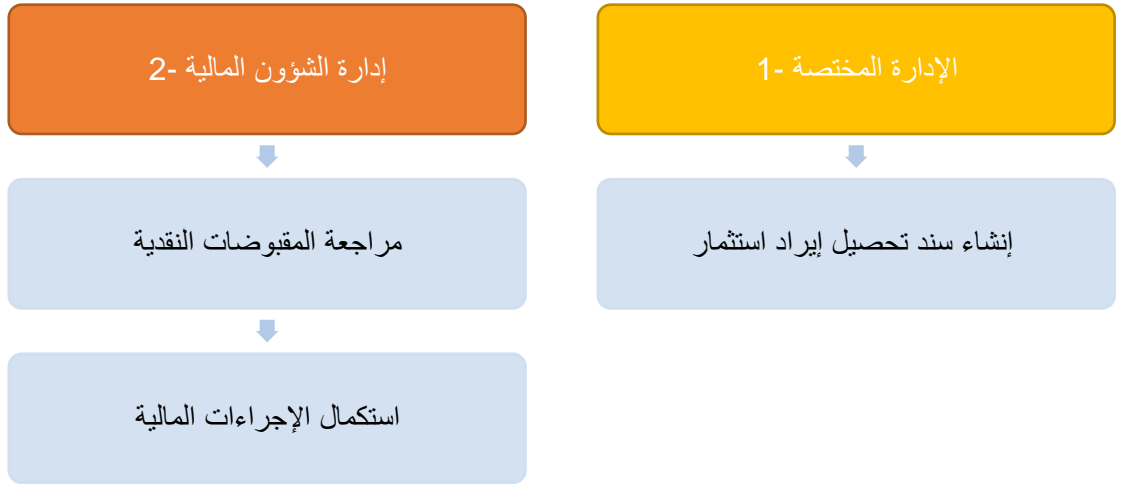 الإدارة المختصة -1
إنشاء سند تحصيل إيراد استثمار
إدارة الشؤون المالية -2
مراجعة المقبوضات النقدية
استكمال الإجراءات المالية